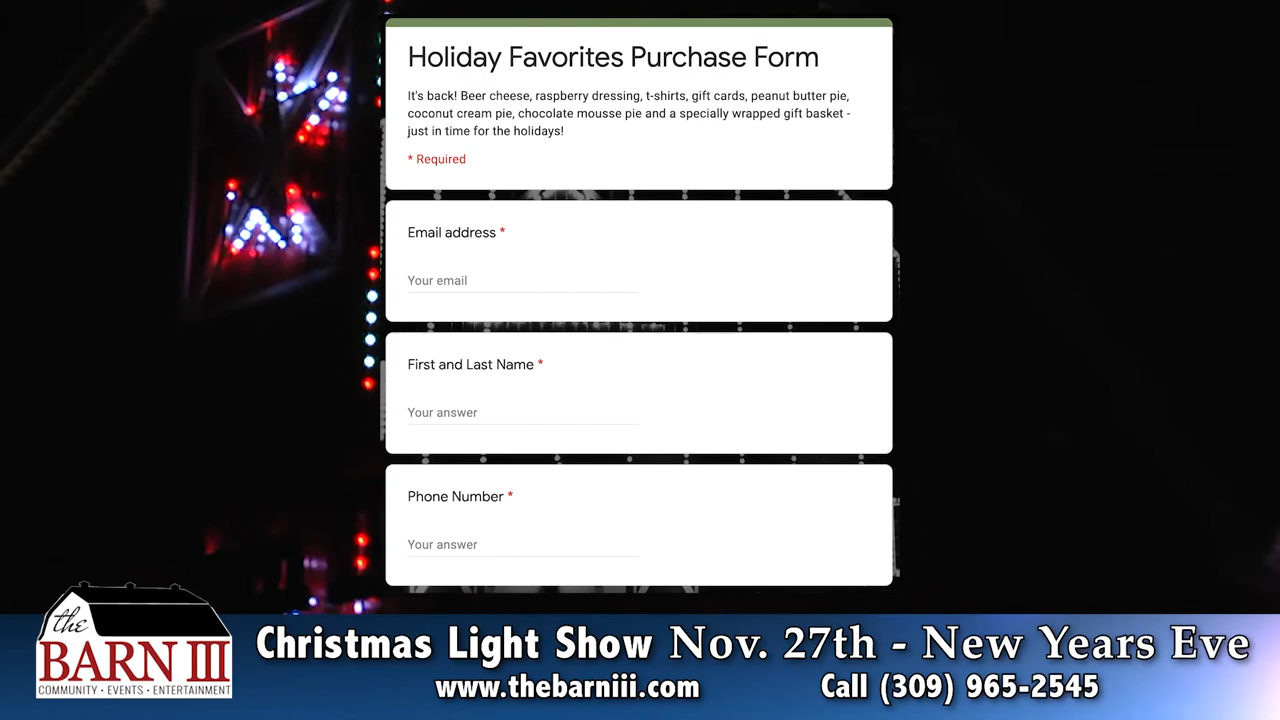 Holiday Favorites Purchase Form
It's back! Beer cheese, raspberry dressing, t-shirts, gift cards, peanut butter pie,
coconut cream pie, chocolate mousse pie and a specially wrapped gift basket -
just in time for the holidays!
* Required
Email address *
Your email
First and Last Name *
Your answer
Phone Number *
Your answer
the
BARN III
COMMUNITY • EVENTS • ENTERTAINMENT
Christmas Light Show Nov. 27th - New Years Eve
www.thebarniii.com Call (309) 965-2545